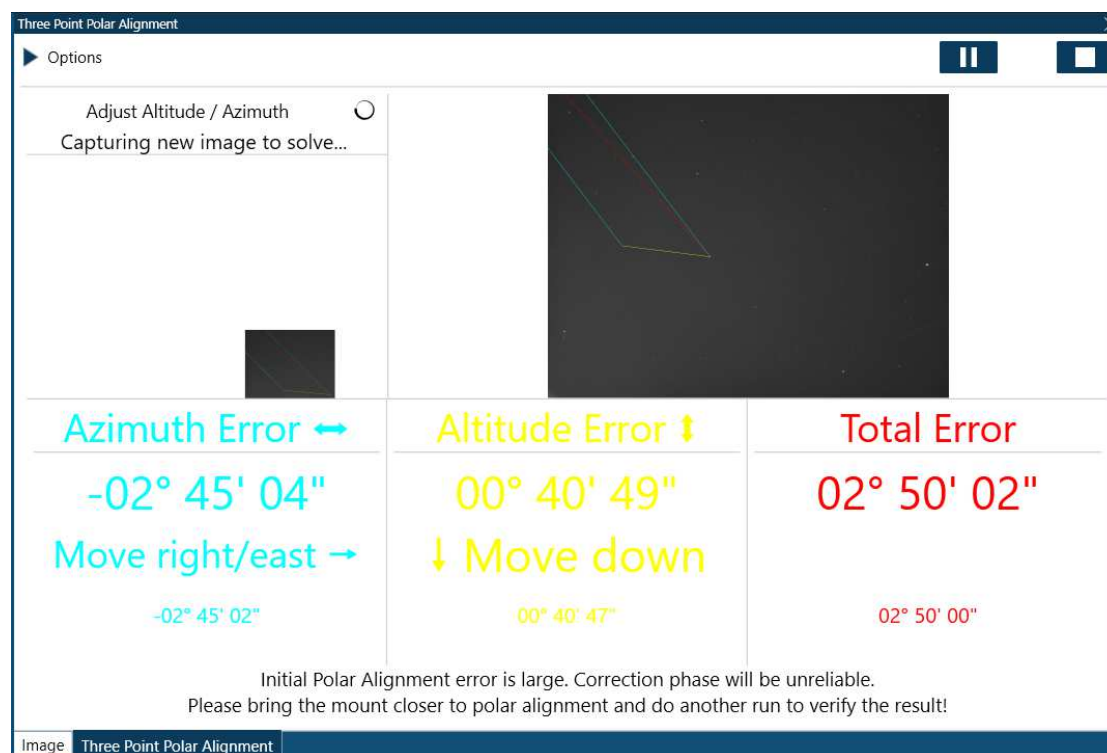 Three Point Polar Alignment
Options
Adjust Altitude / Azimuth
Capturing new image to solve...
Azimuth Error
-02° 45' 04"
Move right/east →
-02° 45' 02"
Altitude Error
00° 40' 49"
↓ Move down
00° 40' 47"
Total Error
02° 50' 02"
02° 50' 00"
Initial Polar Alignment error is large. Correction phase will be unreliable.
Please bring the mount closer to polar alignment and do another run to verify the result!
Image
Three Point Polar Alignment